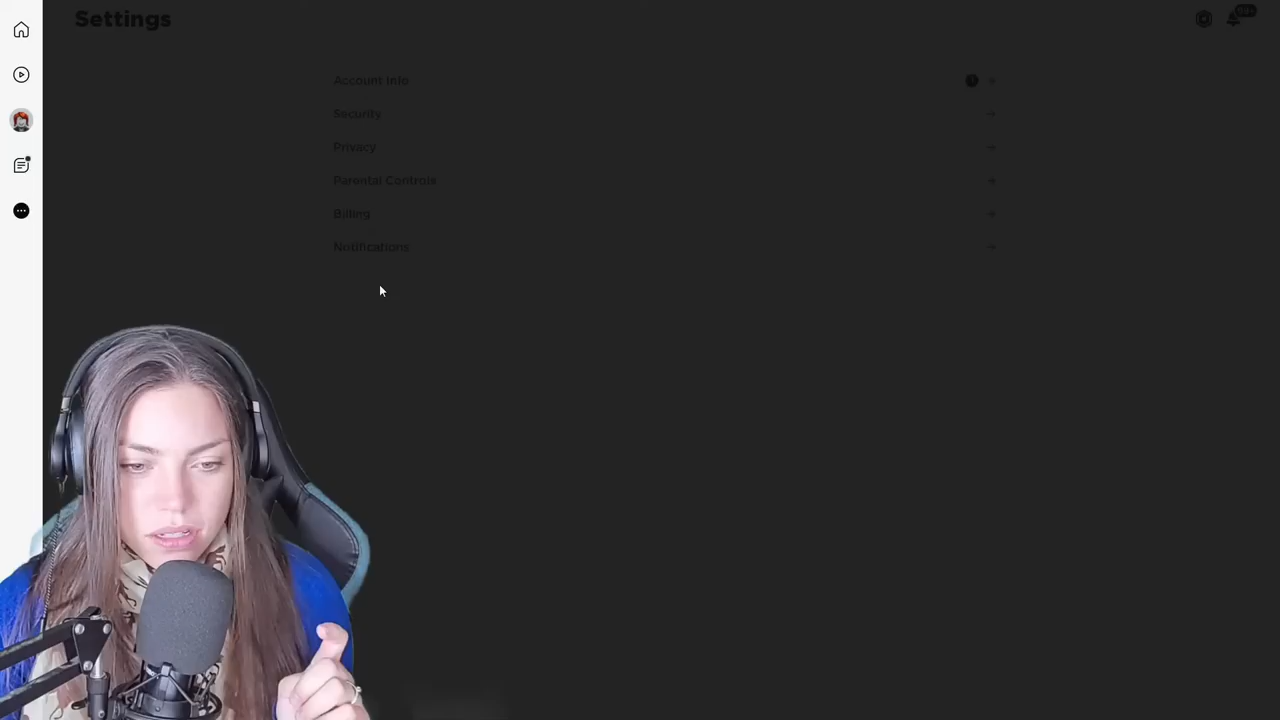 Settings
Account Info
Security
Privacy
Parental Controls
Billing
Notifications